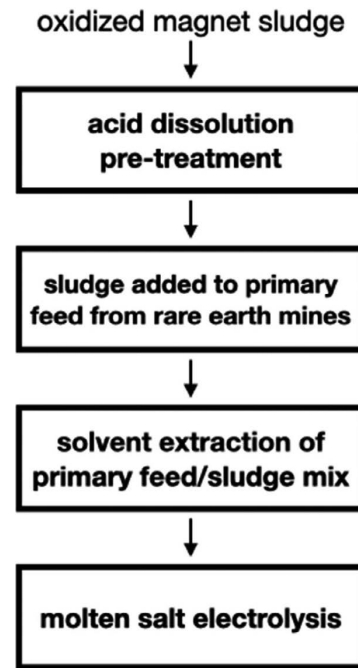 oxidized magnet sludge
acid dissolution
pre-treatment
sludge added to primary
feed from rare earth mines
solvent extraction of
primary feed/sludge mix
molten salt electrolysis